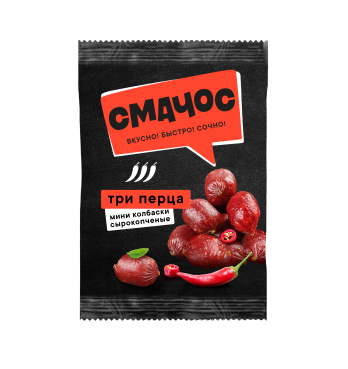 СМАЧОС
ВКУСНО! БЫСТРО! СОЧНО!
три перца
мини колбаски
сырокопченые